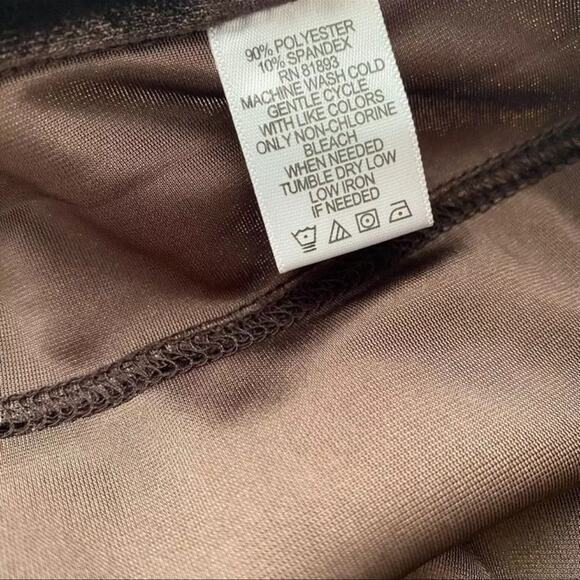 90% POLYESTER
10% SPANDEX
RN 81893
MACHINE WASH COLD
GENTLE CYCLE
WITH LIKE COLORS
ONLY NON-CHLORINE
BLEACH
WHEN NEEDED
TUMBLE DRY LOW
LOW IRON
IF NEEDED